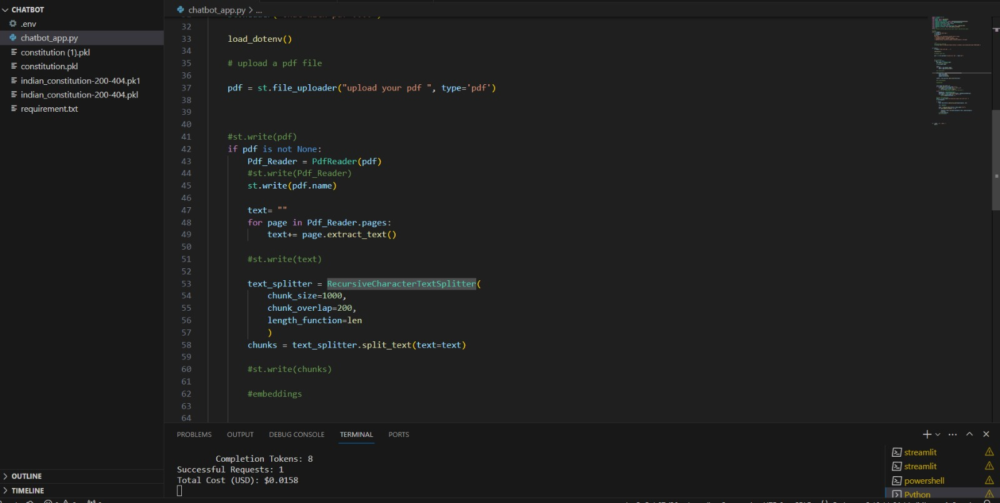 CHATBOT
.env
chatbot_app.py
constitution (1).pkl
constitution.pkl
indian_constitution-200-404.pk1
indian_constitution-200-404.pkl
requirement.txt
OUTLINE
TIMELINE
chatbot_app.py > ...
32
33 load_dotenv()
34
35 # upload a pdf file
36
37 pdf = st.file_uploader("upload your pdf ", type='pdf')
38
39
40
41 #st.write(pdf)
42 if pdf is not None:
43 Pdf_Reader = PdfReader(pdf)
44 #st.write(Pdf_Reader)
45 st.write(pdf.name)
46
47 text= ""
48 for page in Pdf_Reader.pages:
49 text+= page.extract_text()
50
51 #st.write(text)
52
53 text_splitter = RecursiveCharacterTextSplitter(
54 chunk_size=1000,
55 chunk_overlap=200,
56 length_function=len
57 )
58 chunks = text_splitter.split_text(text=text)
59
60 #st.write(chunks)
61
62 #embeddings
63
64
PROBLEMS OUTPUT DEBUG CONSOLE TERMINAL PORTS
Completion Tokens: 8
Successful Requests: 1
Total Cost (USD): $0.0158
streamlit
streamlit
powershell
Python